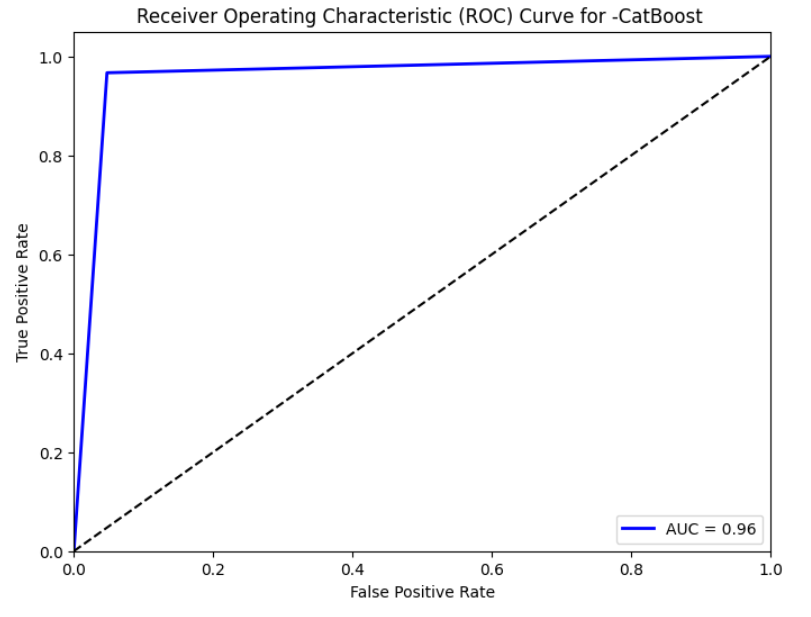 Receiver Operating Characteristic (ROC) Curve for -CatBoost
True Positive Rate
1.0
0.8
0.6
0.4
0.2
0.0
0.0 0.2 0.4 0.6 0.8 1.0
False Positive Rate
AUC = 0.96